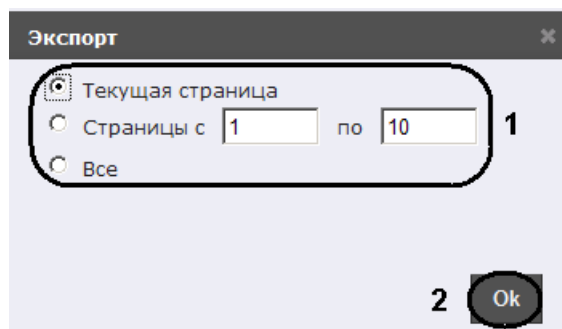 Экспорт
Текущая страница
Страницы с 1 по 10 1
Все
2 Ok